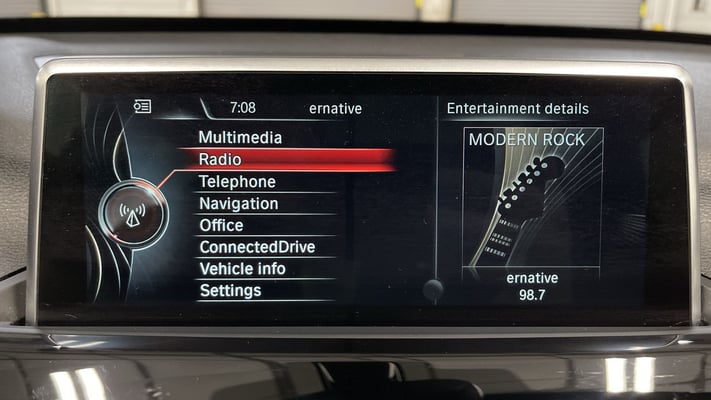 7:08 ernative Entertainment details
Multimedia
Radio
Telephone
Navigation
Office
ConnectedDrive
Vehicle info
Settings
MODERN ROCK
ernative
98.7